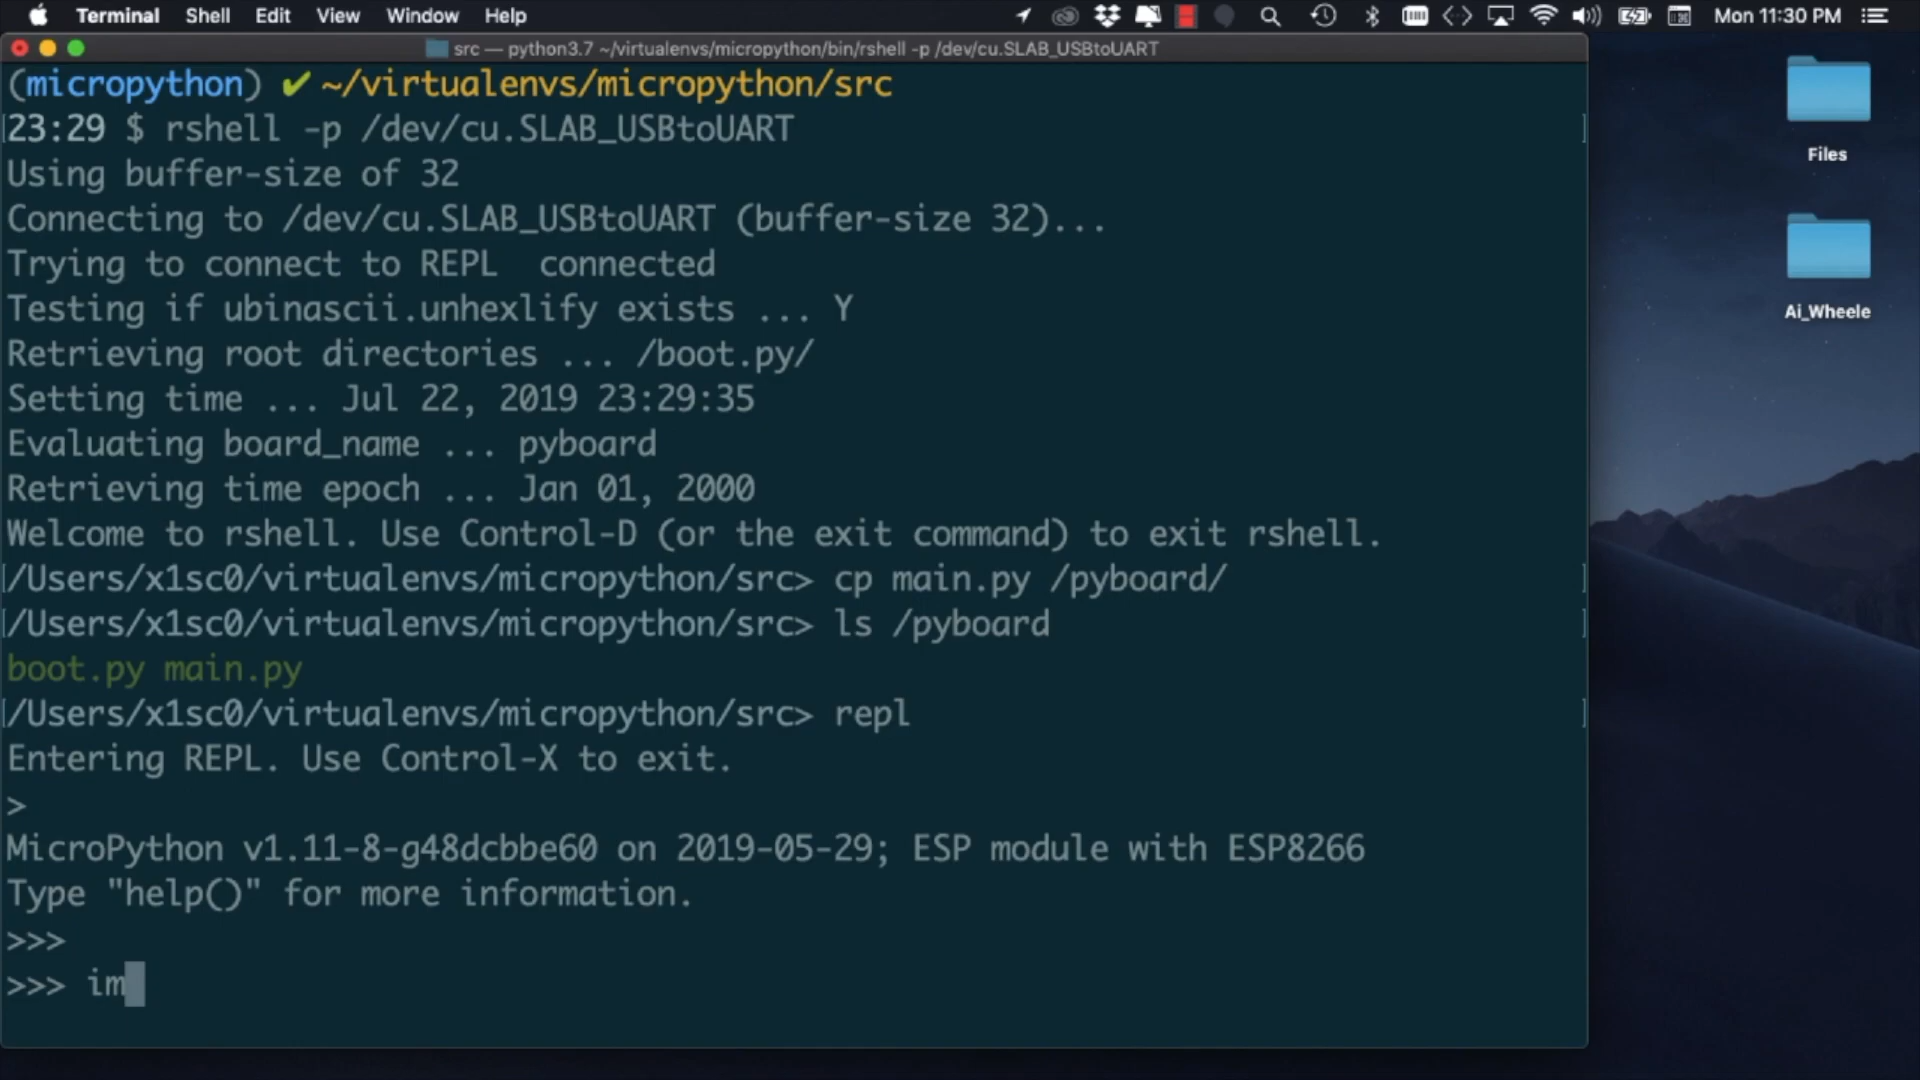 Terminal Shell Edit View Window Help Mon 11:30 PM
src — python3.7 ~/virtualenvs/micropython/bin/rshell -p /dev/cu.SLAB_USBtoUART
(micropython) ✔ ~/virtualenvs/micropython/src
23:29 $ rshell -p /dev/cu.SLAB_USBtoUART
Using buffer-size of 32
Connecting to /dev/cu.SLAB_USBtoUART (buffer-size 32)...
Trying to connect to REPL  connected
Testing if ubinascii.unhexlify exists ... Y
Retrieving root directories ... /boot.py/
Setting time ... Jul 22, 2019 23:29:35
Evaluating board_name ... pyboard
Retrieving time epoch ... Jan 01, 2000
Welcome to rshell. Use Control-D (or the exit command) to exit rshell.
/Users/x1sc0/virtualenvs/micropython/src> cp main.py /pyboard/
/Users/x1sc0/virtualenvs/micropython/src> ls /pyboard
boot.py main.py
/Users/x1sc0/virtualenvs/micropython/src> repl
Entering REPL. Use Control-X to exit.
>
MicroPython v1.11-8-g48dcbbe60 on 2019-05-29; ESP module with ESP8266
Type "help()" for more information.
>>>
>>> im
Files
Ai_Wheele